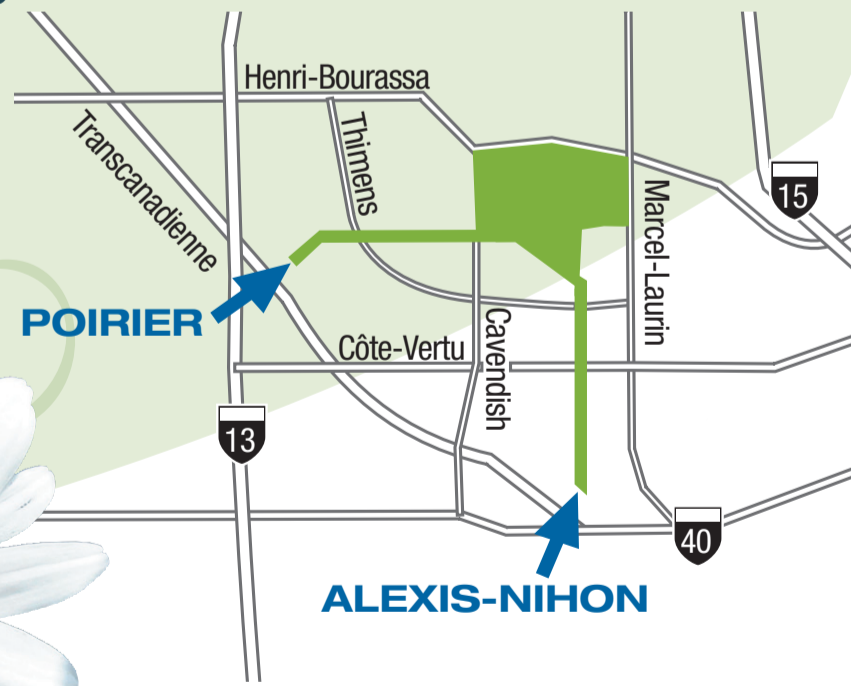 Henri-Bourassa
Transcanadienne
Thimens
Marcel-Laurin
15
POIRIER
Côte-Vertu
Cavendish
13
40
ALEXIS-NIHON